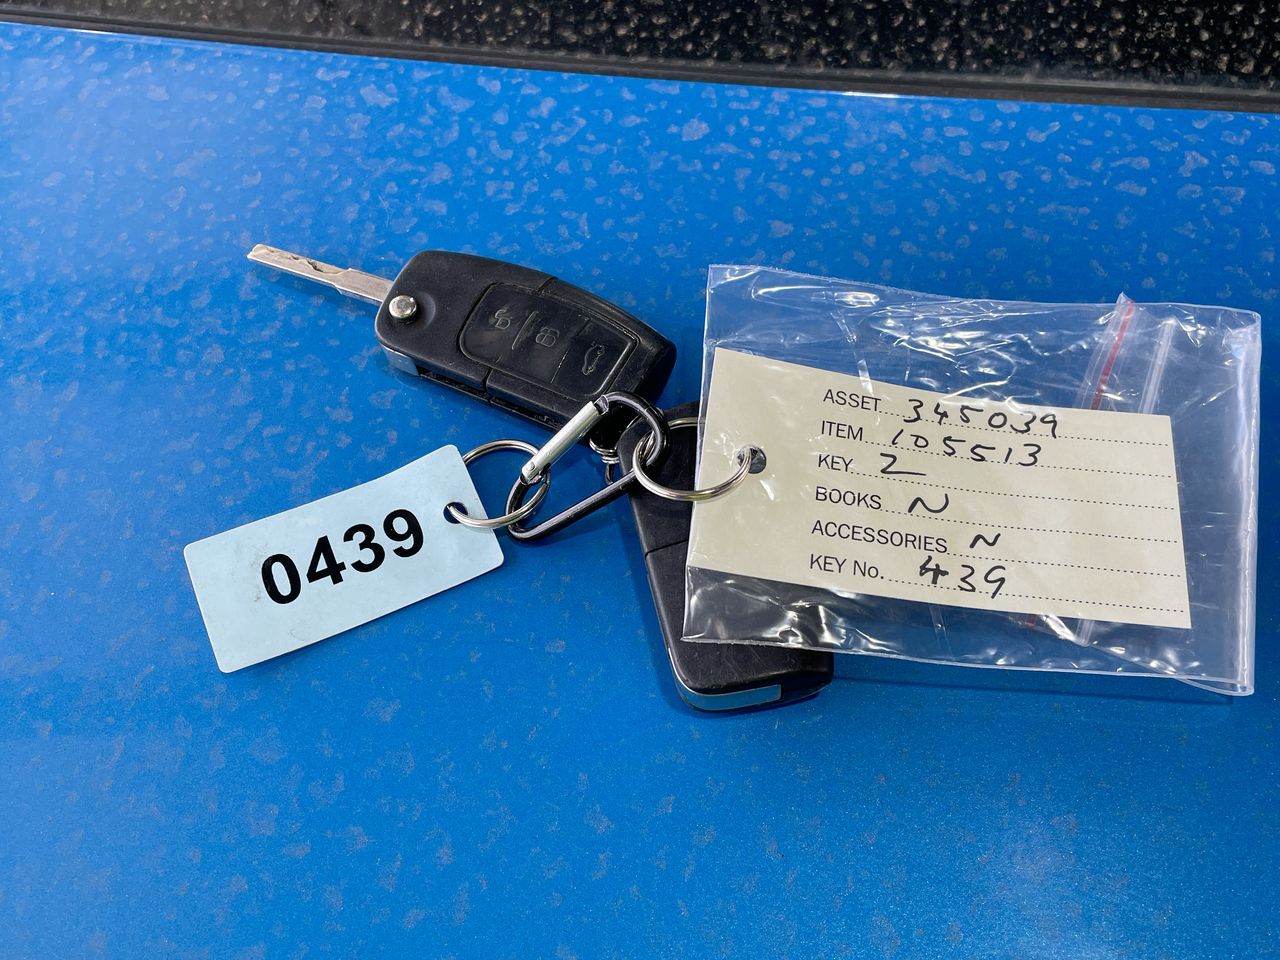 0439
ASSET 345039
ITEM 105513
KEY 2
BOOKS N
ACCESSORIES N
KEY No. 439